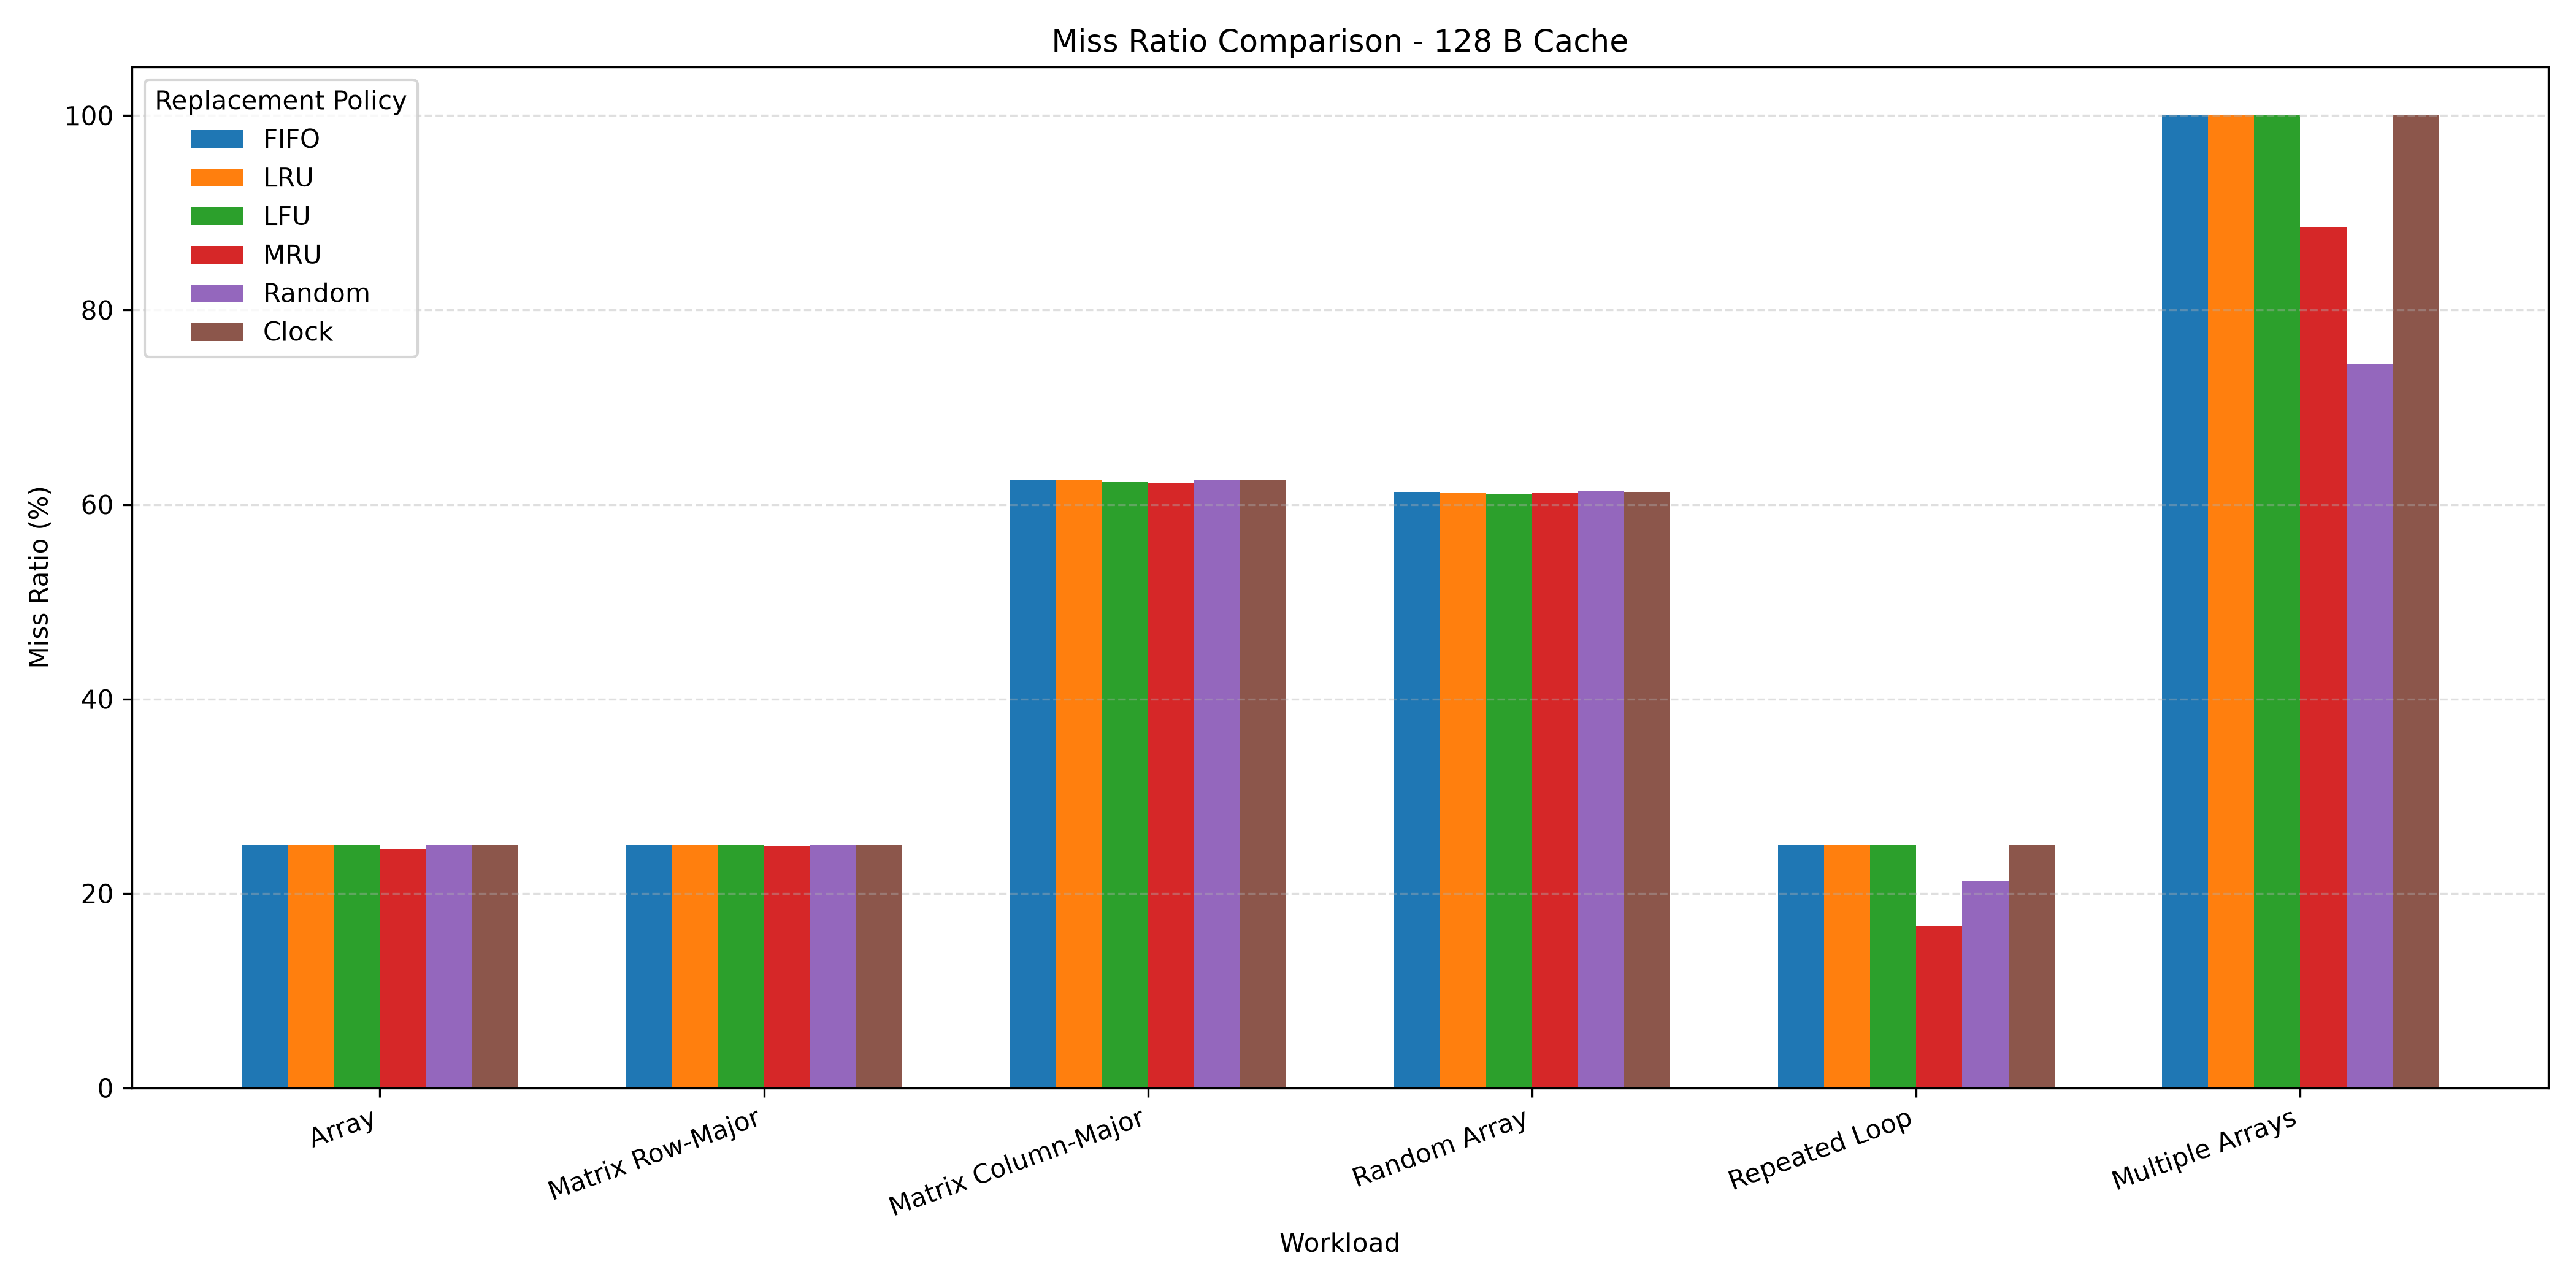 Miss Ratio Comparison - 128 B Cache
Replacement Policy
FIFO
LRU
LFU
MRU
Random
Clock
Miss Ratio (%)
100
80
60
40
20
0
Array
Matrix Row-Major
Matrix Column-Major
Random Array
Repeated Loop
Multiple Arrays
Workload